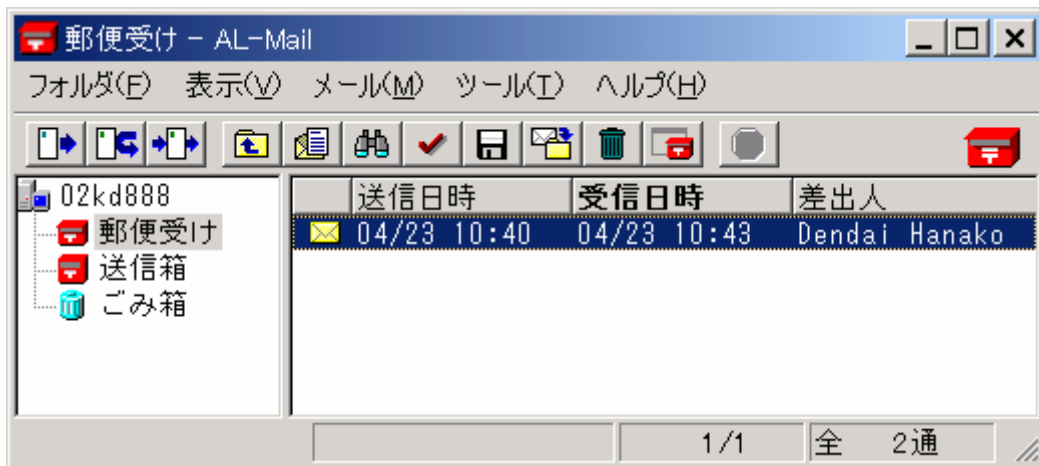 郵便受け - AL-Mail
フォルダ(F) 表示(V) メール(M) ツール(T) ヘルプ(H)
02kd888
郵便受け
送信箱
ごみ箱
送信日時 受信日時 差出人
04/23 10:40 04/23 10:43 Dendai Hanako
1/1 全 2通